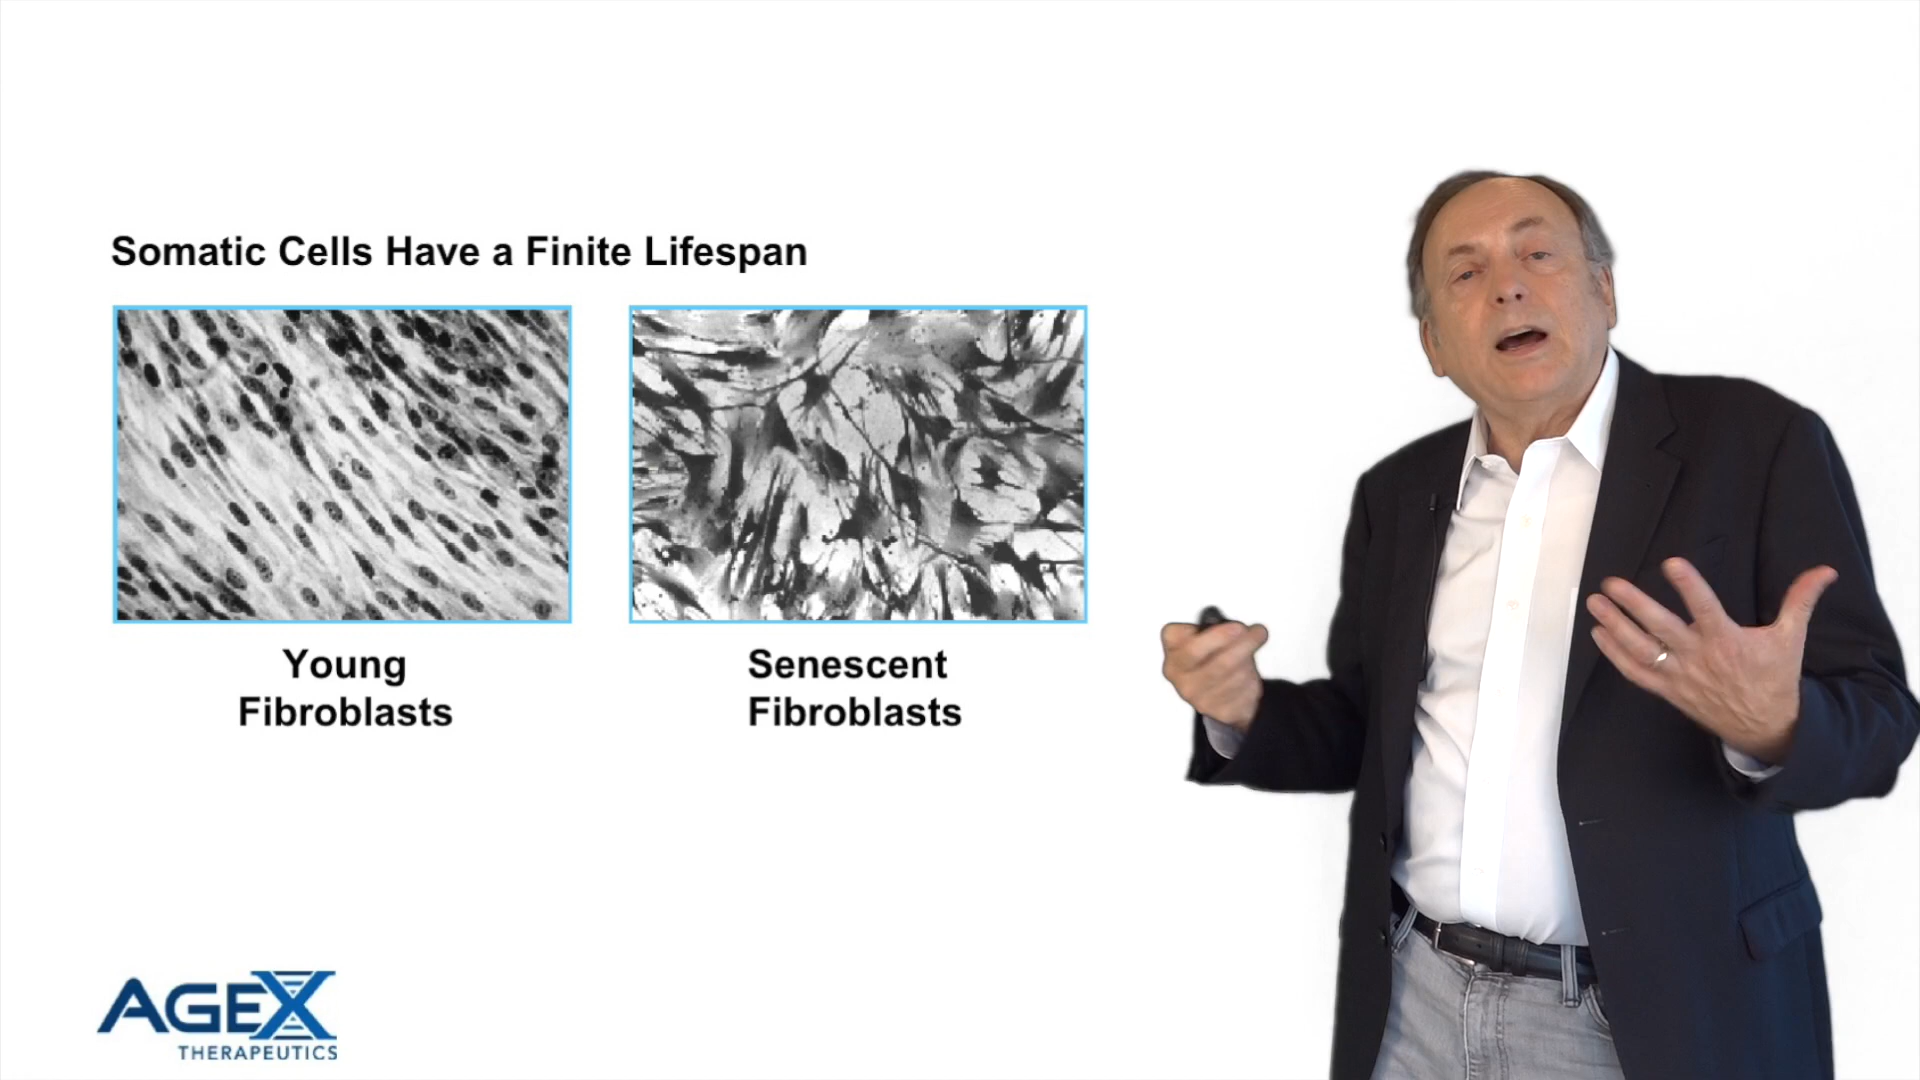 Somatic Cells Have a Finite Lifespan
Young
Fibroblasts
Senescent
Fibroblasts
AGEX
THERAPEUTICS